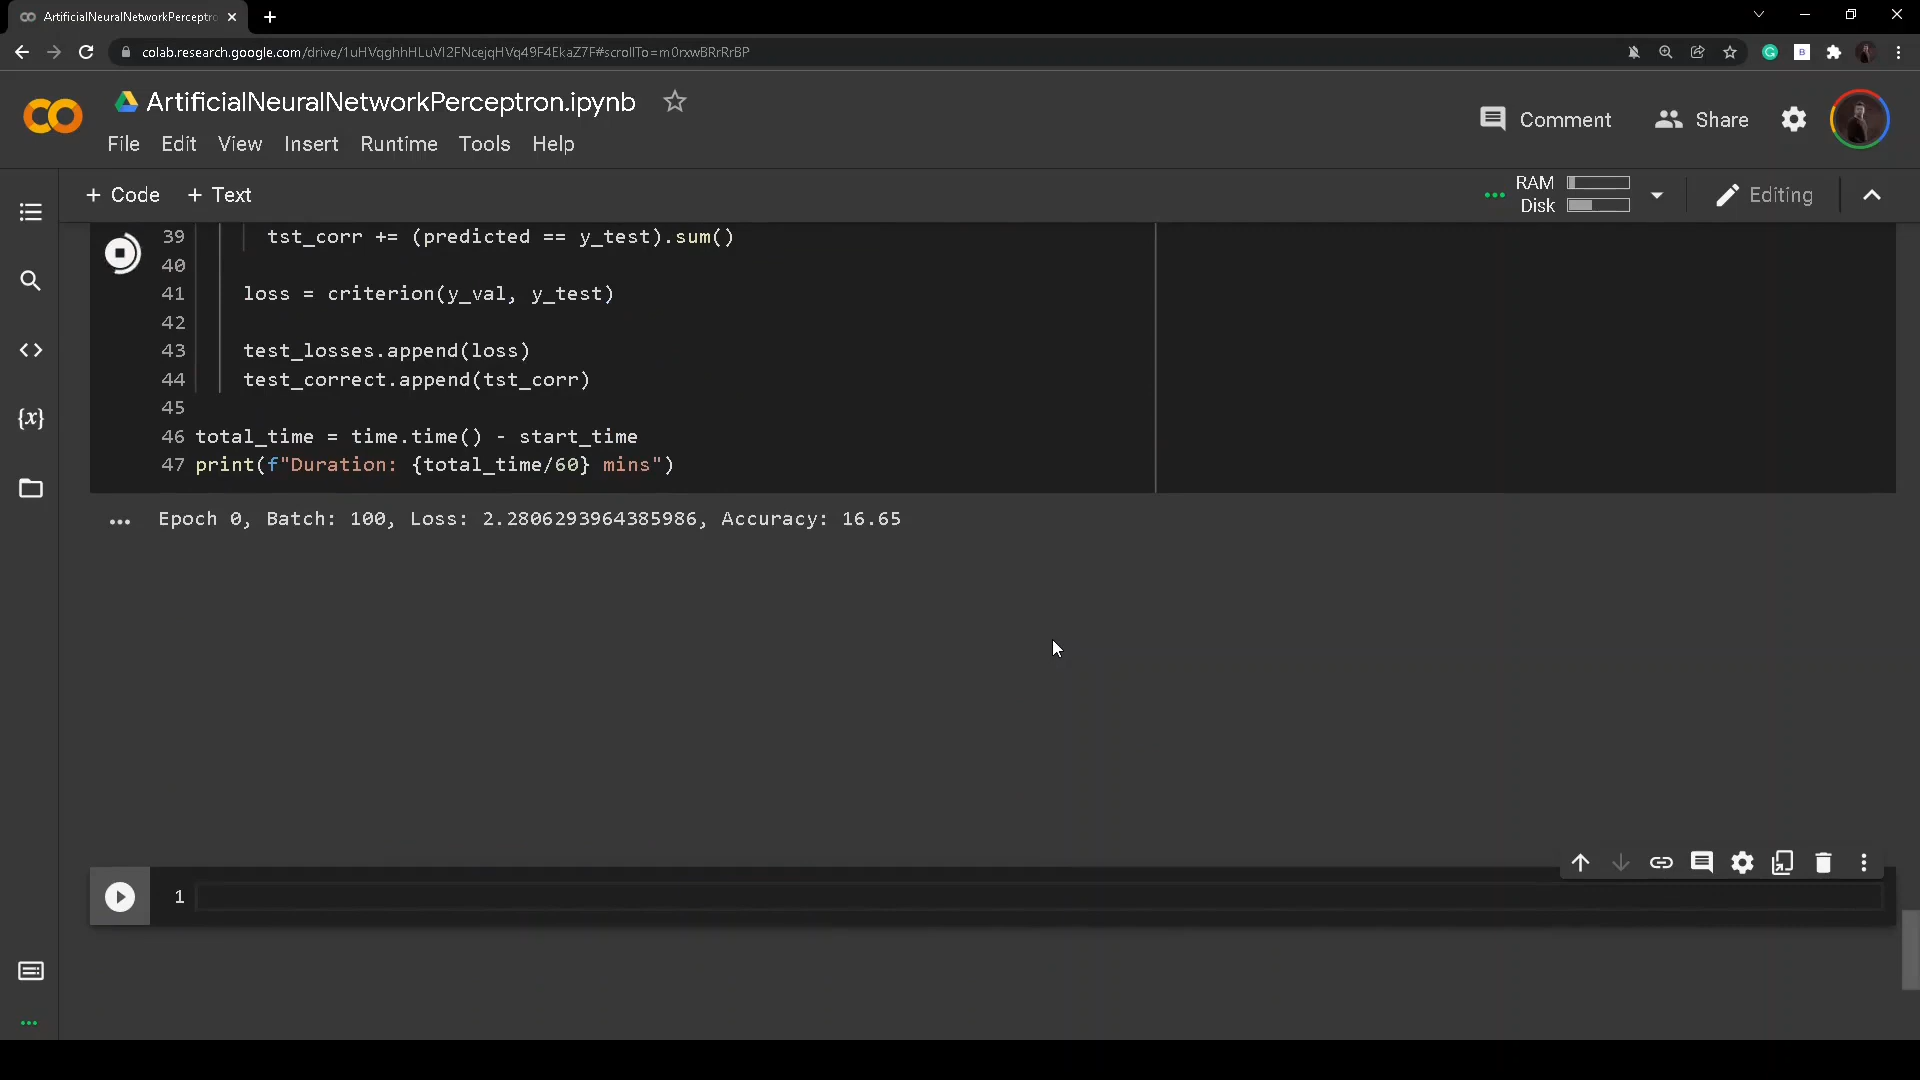 ArtificialNeuralNetworkPerceptro
colab.research.google.com/drive/1uHVqghhHLuVI2FNcejqHVq49F4EkaZ7F#scrollTo=m0rxwBRrRrBP
ArtificialNeuralNetworkPerceptron.ipynb
Comment
Share
File Edit View Insert Runtime Tools Help
+ Code + Text
RAM
Disk
Editing
39 tst_corr += (predicted == y_test).sum()
40
41 loss = criterion(y_val, y_test)
42
43 test_losses.append(loss)
44 test_correct.append(tst_corr)
45
46 total_time = time.time() - start_time
47 print(f"Duration: {total_time/60} mins")
Epoch 0, Batch: 100, Loss: 2.2806293964385986, Accuracy: 16.65
1